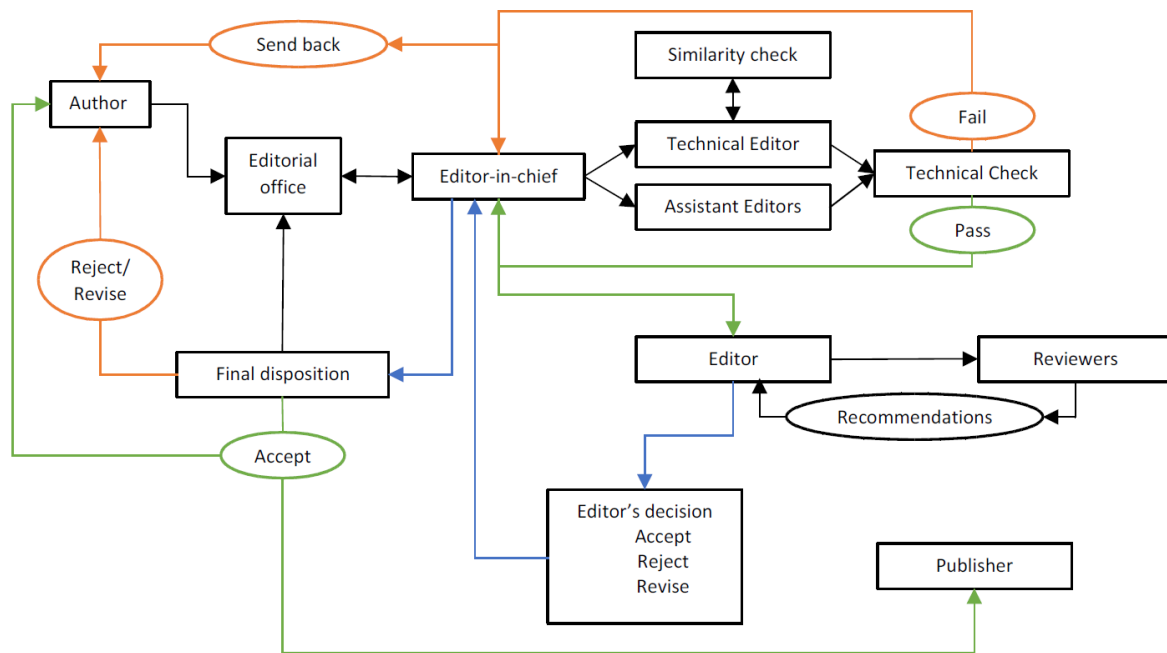 Send back
Similarity check
Author
Fail
Editorial
office
Technical Editor
Editor-in-chief
Technical Check
Assistant Editors
Pass
Reject/
Revise
Final disposition
Editor
Reviewers
Recommendations
Accept
Editor’s decision
Accept
Reject
Revise
Publisher